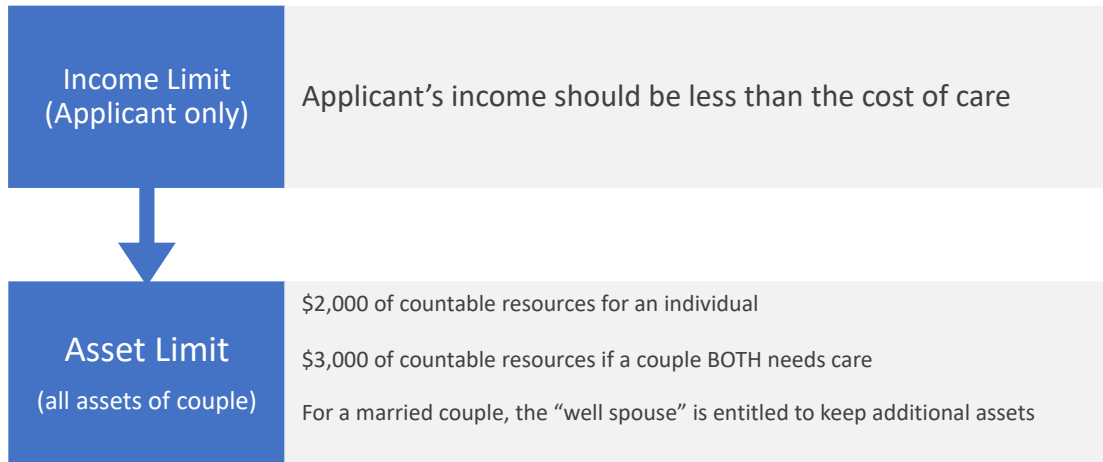 Income Limit
(Applicant only)
Applicant’s income should be less than the cost of care
Asset Limit
(all assets of couple)
$2,000 of countable resources for an individual
$3,000 of countable resources if a couple BOTH needs care
For a married couple, the “well spouse” is entitled to keep additional assets